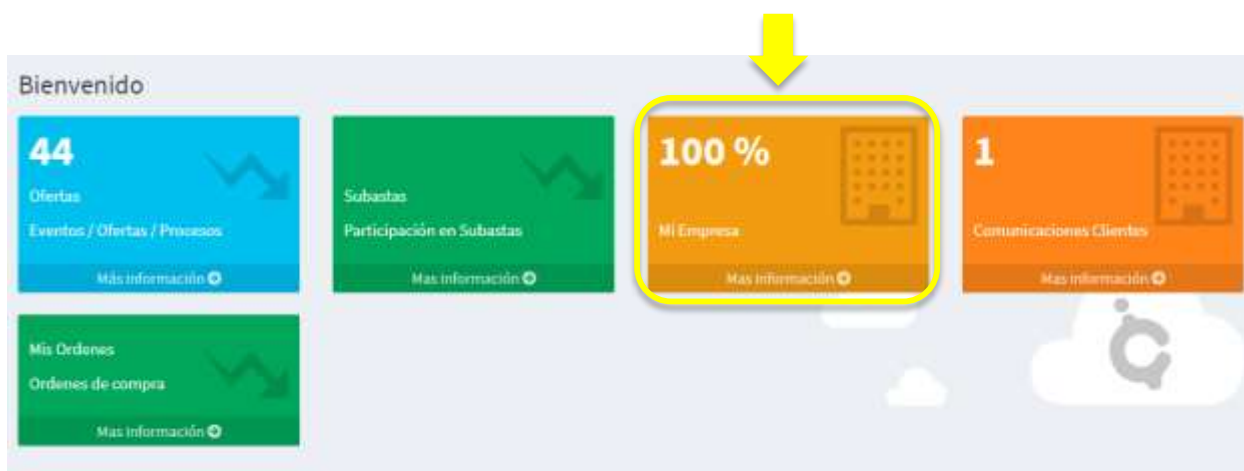 Bienvenido
44
Ofertas
Eventos / Ofertas / Procesos
Más información
Subastas
Participación en Subastas
Mas información
100 %
Mi Empresa
Mas información
1
Comunicaciones Clientes
Mas información
Mis Ordenes
Ordenes de compra
Mas información